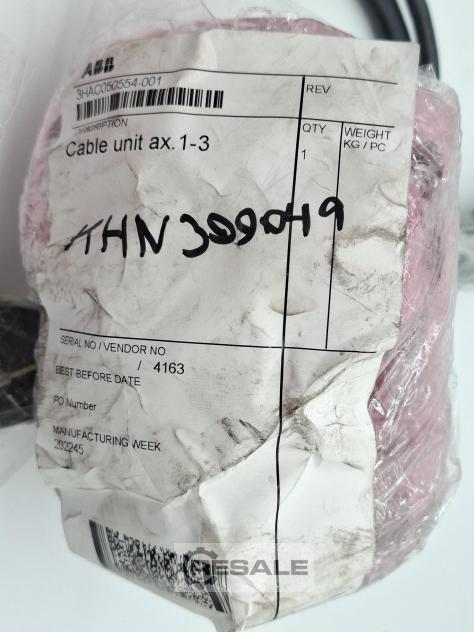 ABB
3HAC050554-001
REV
DESCRIPTION
Cable unit ax.1-3
QTY
1
WEIGHT
KG / PC
SERIAL NO / VENDOR NO
/ 4163
BEST BEFORE DATE
PO Number
MANUFACTURING WEEK
202245
RESALE